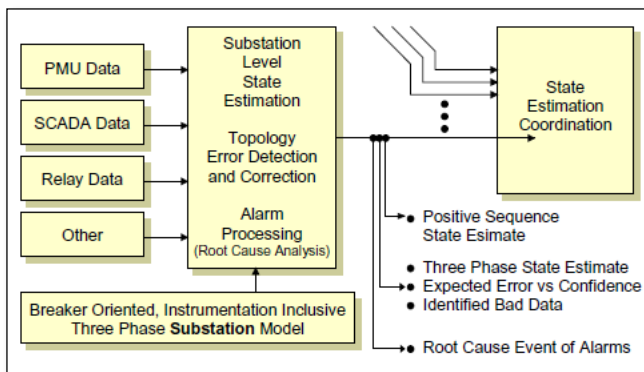 PMU Data
SCADA Data
Relay Data
Other
Substation
Level
State
Estimation
Topology
Error Detection
and Correction
Alarm
Processing
(Root Cause Analysis)
Breaker Oriented, Instrumentation Inclusive
Three Phase Substation Model
State
Estimation
Coordination
Positive Sequence
State Esimate
Three Phase State Estimate
Expected Error vs Confidence
Identified Bad Data
Root Cause Event of Alarms